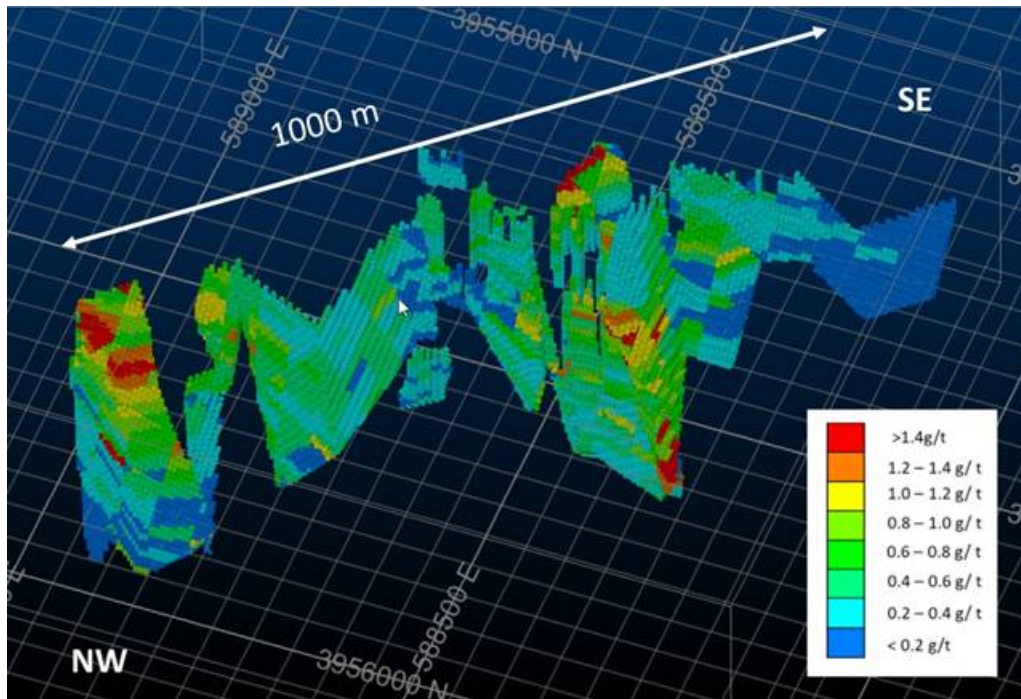 3955000 N
589000 E
588500 E
SE
1000 m
>1.4g/t
1.2 – 1.4 g/ t
1.0 – 1.2 g/ t
0.8 – 1.0 g/ t
0.6 – 0.8 g/ t
0.4 – 0.6 g/ t
0.2 – 0.4 g/ t
< 0.2 g/t
588500 E
NW
3956000 N